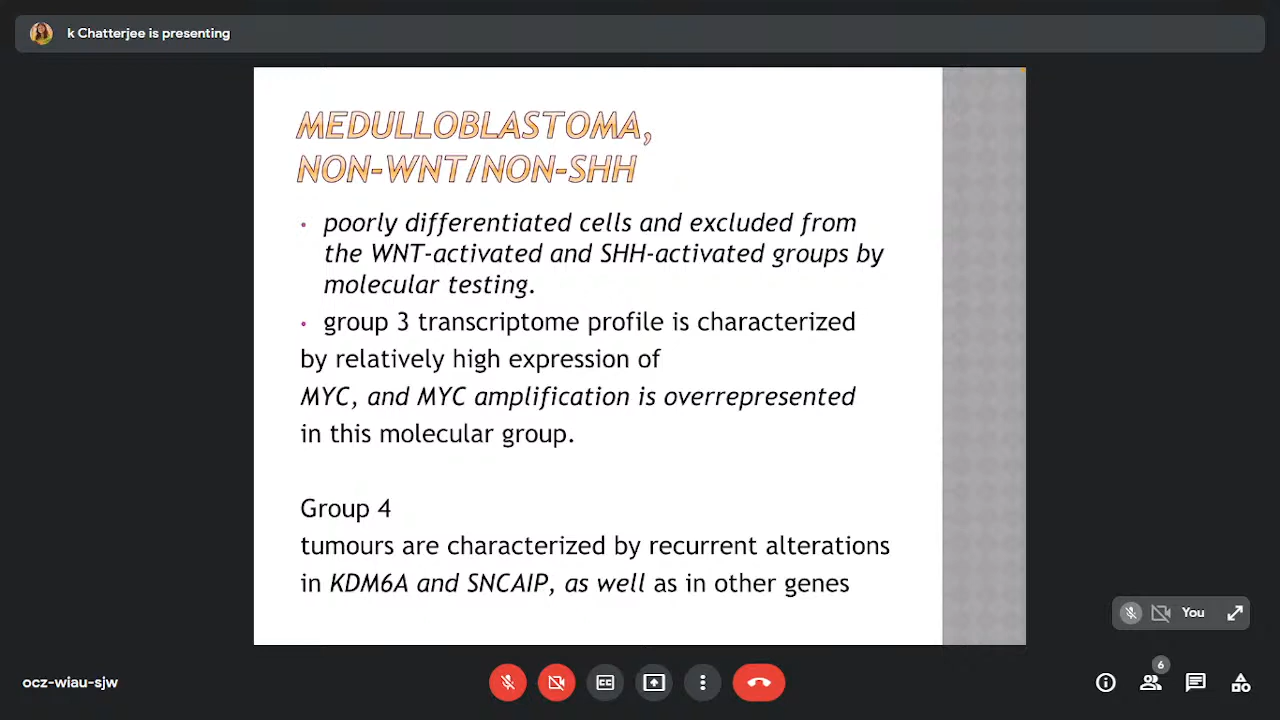 k Chatterjee is presenting
MEDULLOBLASTOMA,
NON-WNT/NON-SHH
• poorly differentiated cells and excluded from
the WNT-activated and SHH-activated groups by
molecular testing.
• group 3 transcriptome profile is characterized
by relatively high expression of
MYC, and MYC amplification is overrepresented
in this molecular group.
Group 4
tumours are characterized by recurrent alterations
in KDM6A and SNCAIP, as well as in other genes
You
ocz-wiau-sjw
CC
6